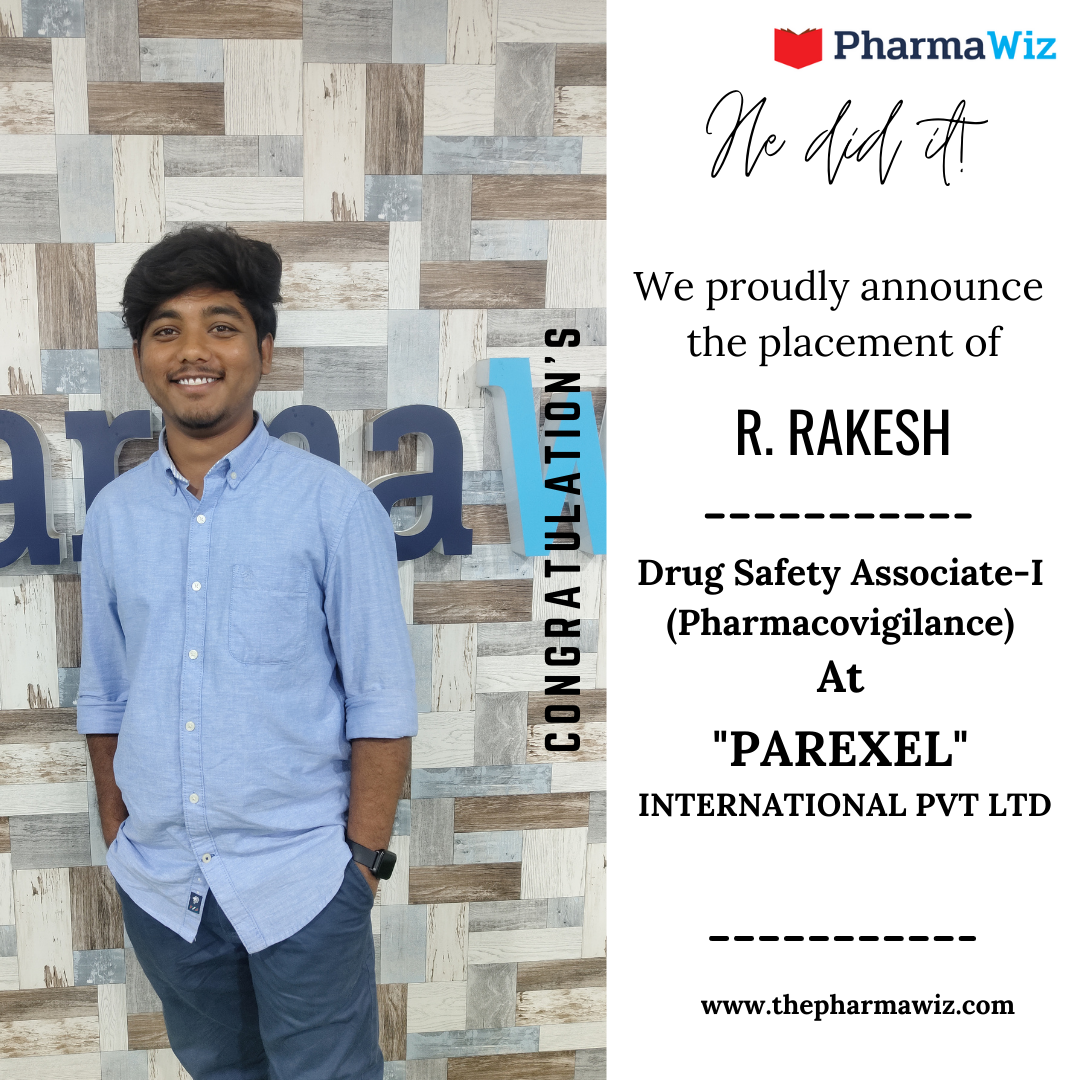 PharmaWiz
He did it!
We proudly announce
the placement of
R. RAKESH
Drug Safety Associate-I
(Pharmacovigilance)
At
"PAREXEL"
INTERNATIONAL PVT LTD
www.thepharmawiz.com
CONGRATULATION'S
arma W